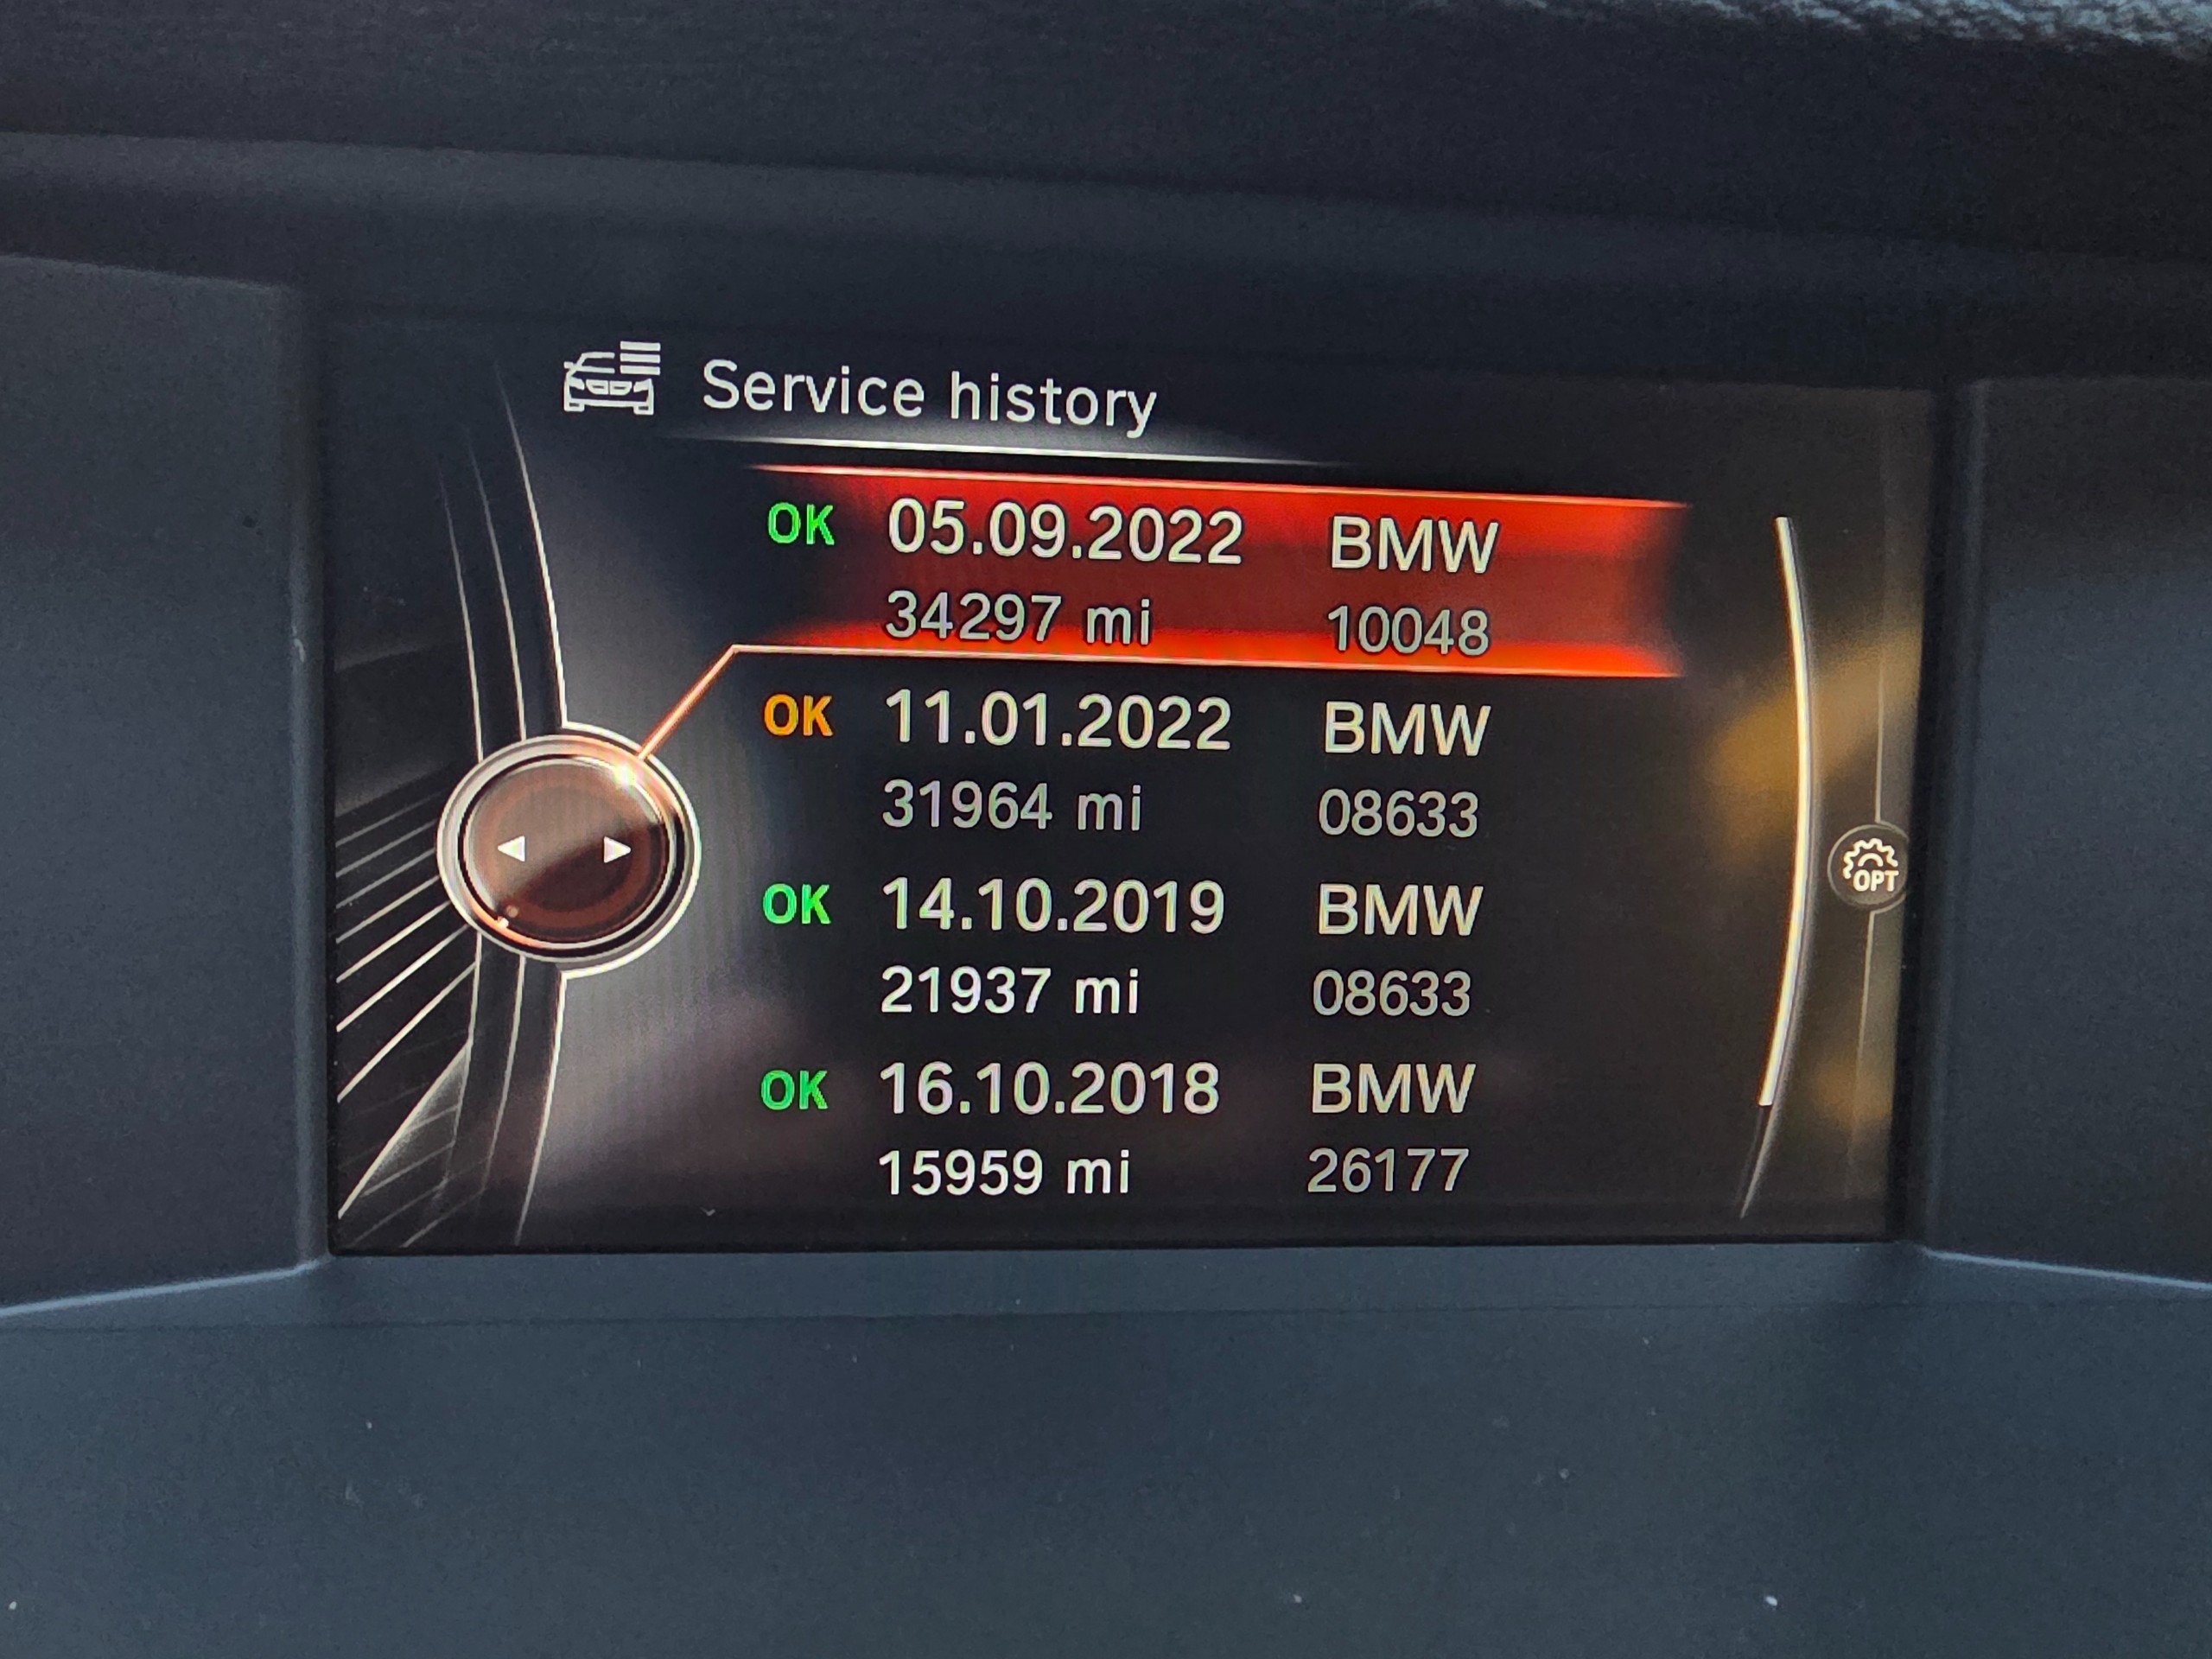 Service history
OK 05.09.2022 BMW
34297 mi 10048
OK 11.01.2022 BMW
31964 mi 08633
OK 14.10.2019 BMW
21937 mi 08633
OPT
OK 16.10.2018 BMW
15959 mi 26177